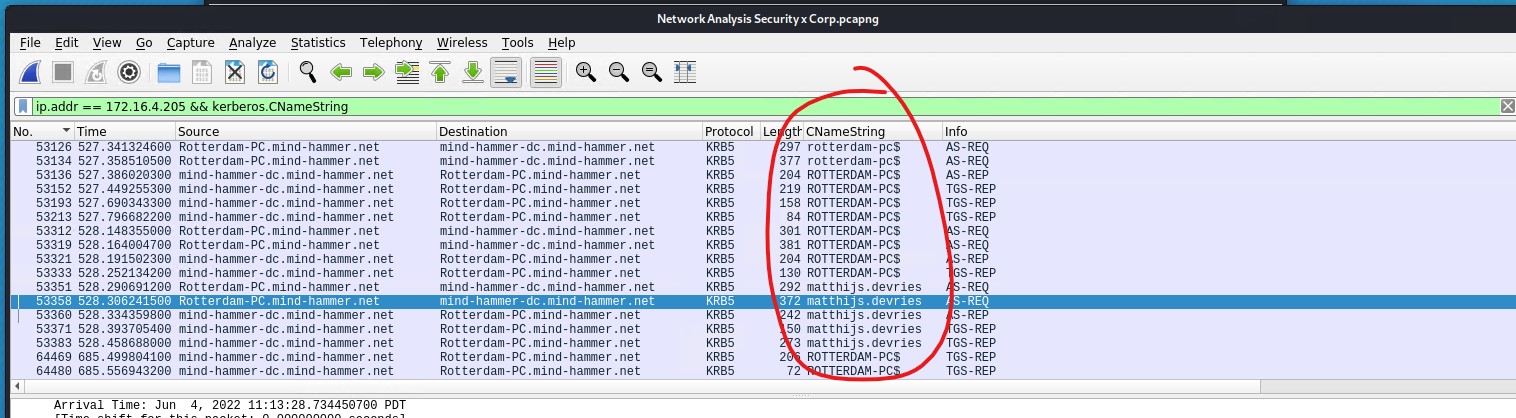 Network Analysis Security x Corp.pcapng
File Edit View Go Capture Analyze Statistics Telephony Wireless Tools Help
ip.addr == 172.16.4.205 && kerberos.CNameString
No. Time Source Destination Protocol Length CNameString Info
53126 527.341324600 Rotterdam-PC.mind-hammer.net mind-hammer-dc.mind-hammer.net KRB5 297 rotterdam-pc$ AS-REQ
53134 527.358510500 Rotterdam-PC.mind-hammer.net mind-hammer-dc.mind-hammer.net KRB5 377 rotterdam-pc$ AS-REQ
53136 527.386020300 mind-hammer-dc.mind-hammer.net Rotterdam-PC.mind-hammer.net KRB5 204 ROTTERDAM-PC$ AS-REP
53152 527.449255300 mind-hammer-dc.mind-hammer.net Rotterdam-PC.mind-hammer.net KRB5 219 ROTTERDAM-PC$ TGS-REP
53193 527.690343300 mind-hammer-dc.mind-hammer.net Rotterdam-PC.mind-hammer.net KRB5 158 ROTTERDAM-PC$ TGS-REP
53213 527.796682200 mind-hammer-dc.mind-hammer.net Rotterdam-PC.mind-hammer.net KRB5 84 ROTTERDAM-PC$ TGS-REP
53312 528.148355000 Rotterdam-PC.mind-hammer.net mind-hammer-dc.mind-hammer.net KRB5 301 ROTTERDAM-PC$ AS-REQ
53319 528.164004700 Rotterdam-PC.mind-hammer.net mind-hammer-dc.mind-hammer.net KRB5 381 ROTTERDAM-PC$ AS-REQ
53321 528.191502300 mind-hammer-dc.mind-hammer.net Rotterdam-PC.mind-hammer.net KRB5 204 ROTTERDAM-PC$ AS-REP
53333 528.252134200 mind-hammer-dc.mind-hammer.net Rotterdam-PC.mind-hammer.net KRB5 130 ROTTERDAM-PC$ TGS-REP
53351 528.290691200 Rotterdam-PC.mind-hammer.net mind-hammer-dc.mind-hammer.net KRB5 292 matthijs.devries AS-REQ
53358 528.306241500 Rotterdam-PC.mind-hammer.net mind-hammer-dc.mind-hammer.net KRB5 372 matthijs.devries AS-REQ
53360 528.334359800 mind-hammer-dc.mind-hammer.net Rotterdam-PC.mind-hammer.net KRB5 242 matthijs.devries AS-REP
53371 528.393705400 mind-hammer-dc.mind-hammer.net Rotterdam-PC.mind-hammer.net KRB5 150 matthijs.devries TGS-REP
53383 528.458688000 mind-hammer-dc.mind-hammer.net Rotterdam-PC.mind-hammer.net KRB5 273 matthijs.devries TGS-REP
64469 685.499804100 mind-hammer-dc.mind-hammer.net Rotterdam-PC.mind-hammer.net KRB5 206 ROTTERDAM-PC$ TGS-REP
64480 685.556943200 mind-hammer-dc.mind-hammer.net Rotterdam-PC.mind-hammer.net KRB5 72 ROTTERDAM-PC$ TGS-REP
Arrival Time: Jun 4, 2022 11:13:28.734450700 PDT
[Time shift for this packet: 0.000000000 seconds]